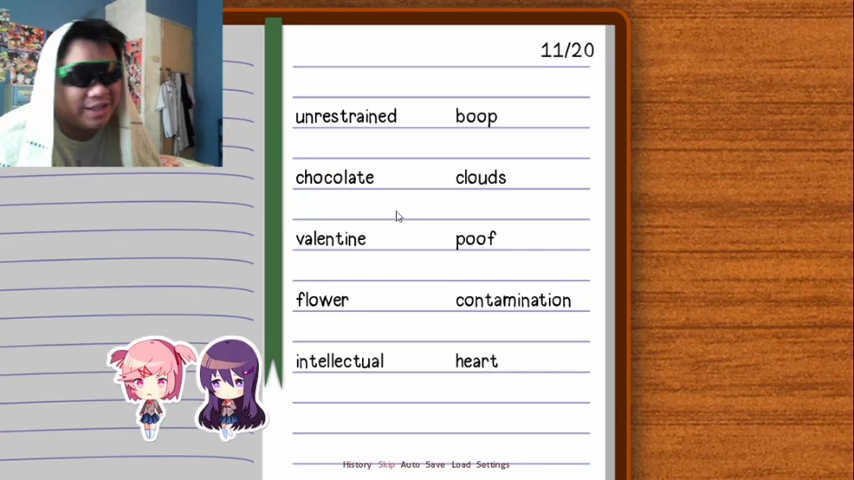 11/20
unrestrained boop
chocolate clouds
valentine poof
flower contamination
intellectual heart
History Skip Auto Save Load Settings